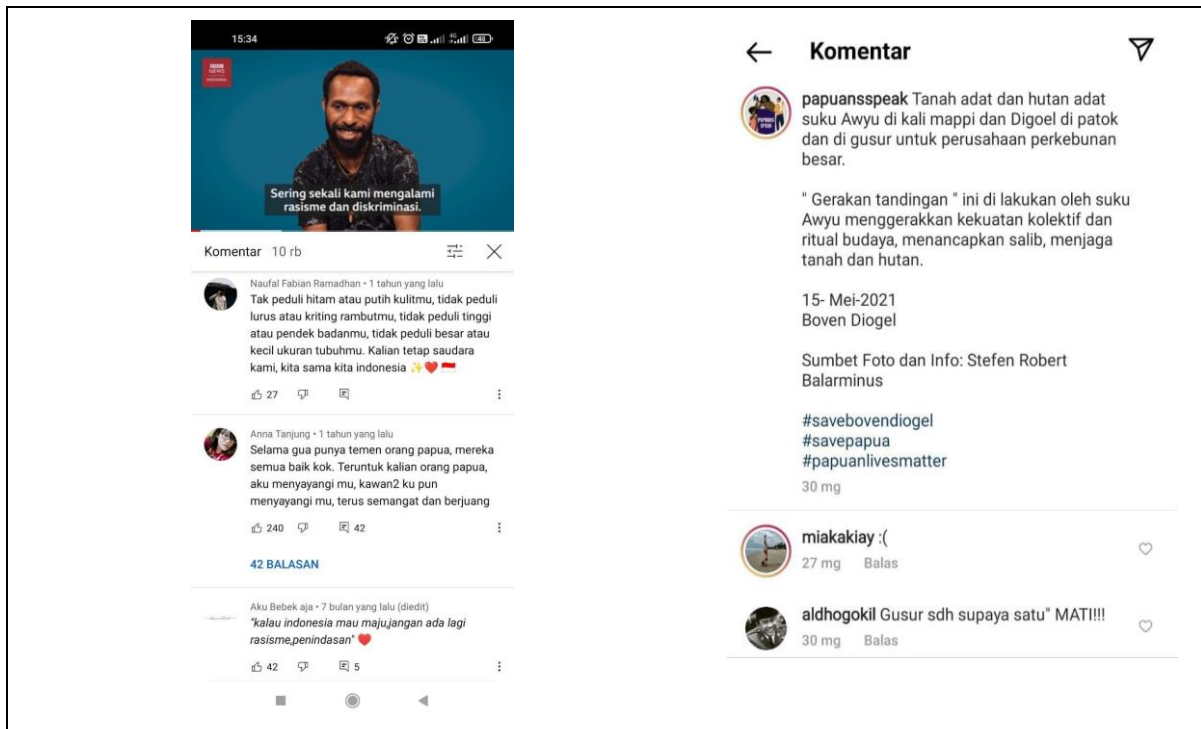 15:34
4G
48
BBC
NEWS
INDONESIA
Sering sekali kami mengalami
rasisme dan diskriminasi.
Komentar 10 rb
Naufal Fabian Ramadhan • 1 tahun yang lalu
Tak peduli hitam atau putih kulitmu, tidak peduli
lurus atau kriting rambutmu, tidak peduli tinggi
atau pendek badanmu, tidak peduli besar atau
kecil ukuran tubuhmu. Kalian tetap saudara
kami, kita sama kita indonesia ✨❤️🇮🇩
27
Anna Tanjung • 1 tahun yang lalu
Selama gua punya temen orang papua, mereka
semua baik kok. Teruntuk kalian orang papua,
aku menyayangi mu, kawan2 ku pun
menyayangi mu, terus semangat dan berjuang
240 42
42 BALASAN
Aku Bebek aja • 7 bulan yang lalu (diedit)
"kalau indonesia mau maju,jangan ada lagi
rasisme,penindasan" ❤️
42 5
Komentar
papuansspeak Tanah adat dan hutan adat
suku Awyu di kali mappi dan Digoel di patok
dan di gusur untuk perusahaan perkebunan
besar.
" Gerakan tandingan " ini di lakukan oleh suku
Awyu menggerakkan kekuatan kolektif dan
ritual budaya, menancapkan salib, menjaga
tanah dan hutan.
15- Mei-2021
Boven Diogel
Sumbet Foto dan Info: Stefen Robert
Balarminus
#savebovendiogel
#savepapua
#papuanlivesmatter
30 mg
miakakiay :(
27 mg Balas
aldhogokil Gusur sdh supaya satu" MATI!!!
30 mg Balas